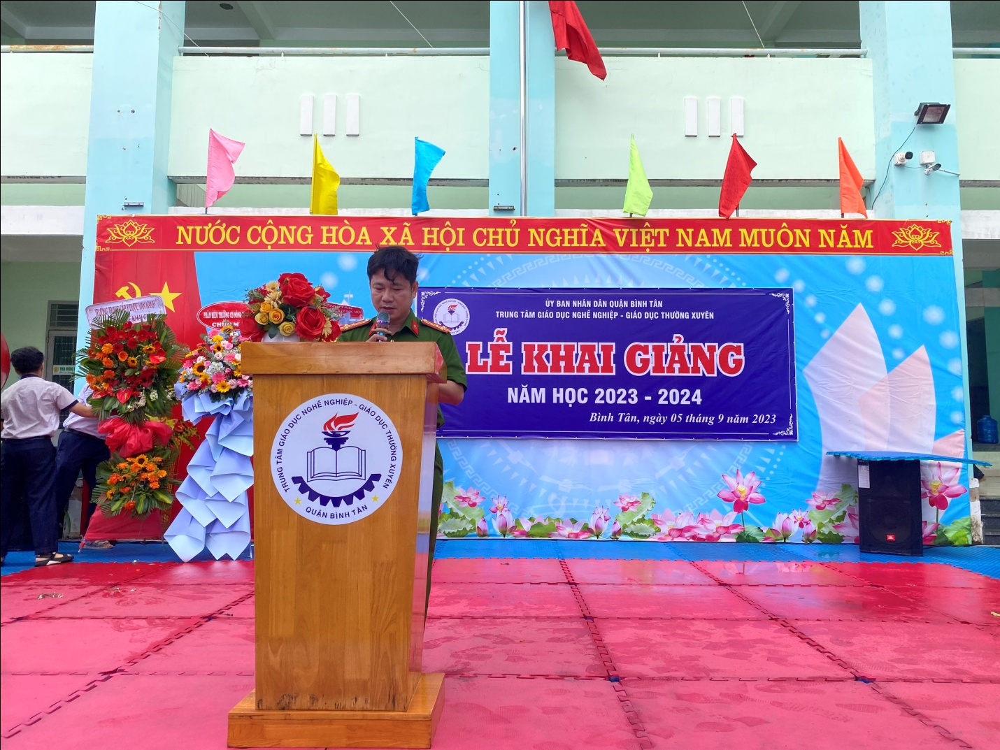 NƯỚC CỘNG HÒA XÃ HỘI CHỦ NGHĨA VIỆT NAM MUÔN NĂM
ỦY BAN NHÂN DÂN QUẬN BÌNH TÂN
TRUNG TÂM GIÁO DỤC NGHỀ NGHIỆP - GIÁO DỤC THƯỜNG XUYÊN
LỄ KHAI GIẢNG
NĂM HỌC 2023 - 2024
Bình Tân, ngày 05 tháng 9 năm 2023
TRUNG TÂM GIÁO DỤC NGHỀ NGHIỆP - GIÁO DỤC THƯỜNG XUYÊN
QUẬN BÌNH TÂN
JBL